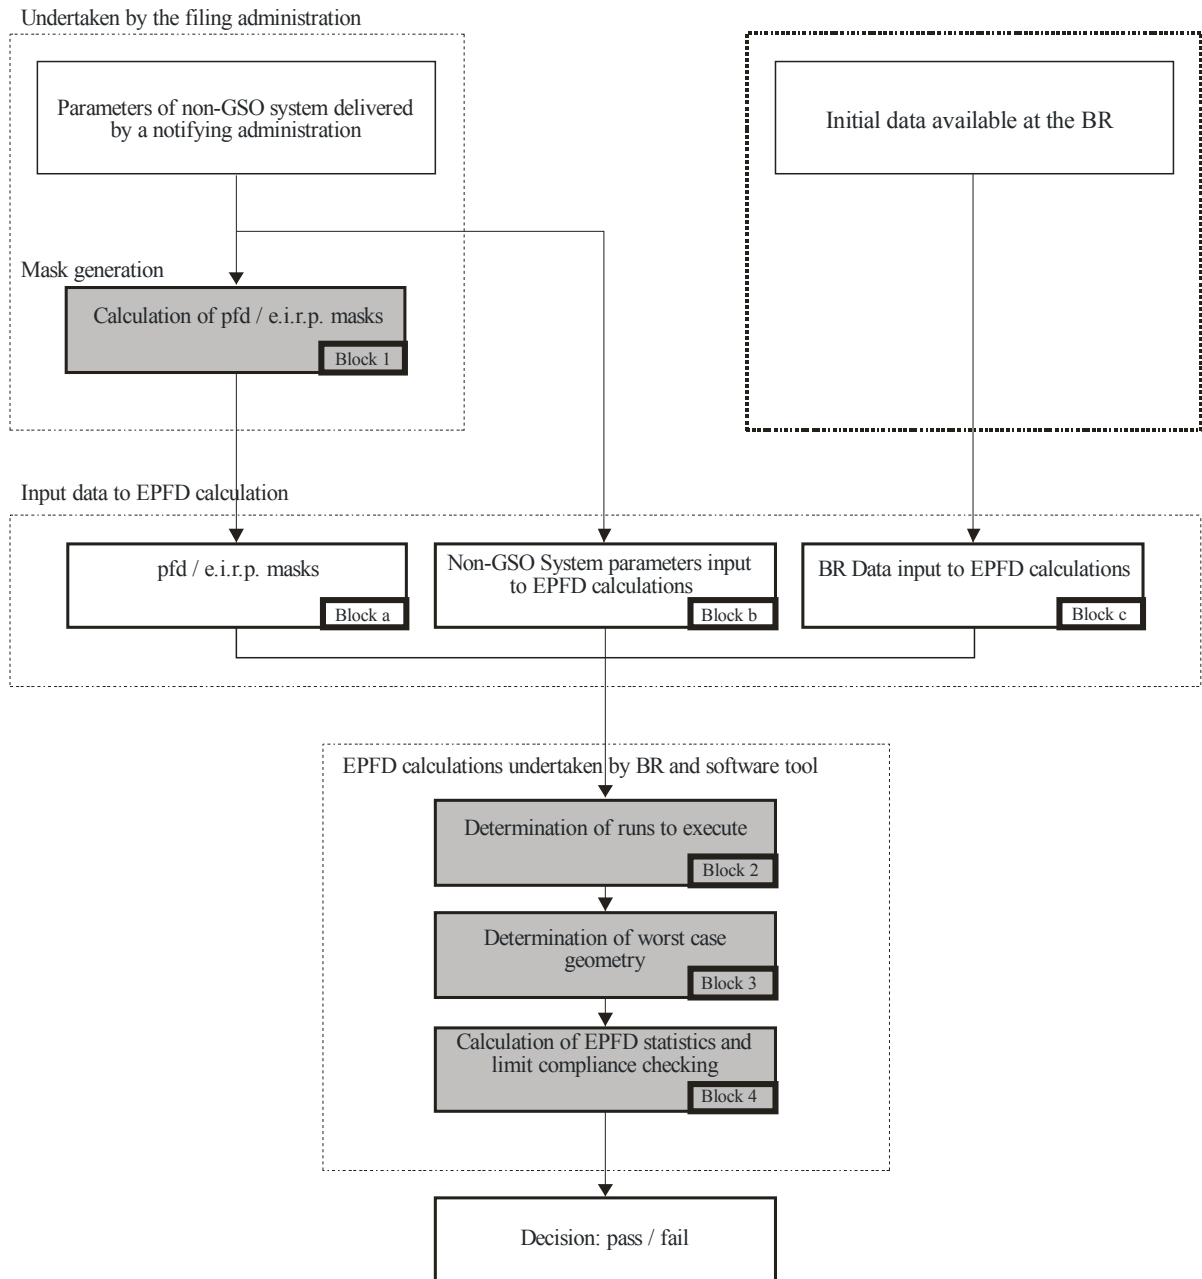 Undertaken by the filing administration
Parameters of non-GSO system delivered
by a notifying administration
Initial data available at the BR
Mask generation
Calculation of pfd / e.i.r.p. masks
Block 1
Input data to EPFD calculation
pfd / e.i.r.p. masks
Block a
Non-GSO System parameters input
to EPFD calculations
Block b
BR Data input to EPFD calculations
Block c
EPFD calculations undertaken by BR and software tool
Determination of runs to execute
Block 2
Determination of worst case
geometry
Block 3
Calculation of EPFD statistics and
limit compliance checking
Block 4
Decision: pass / fail